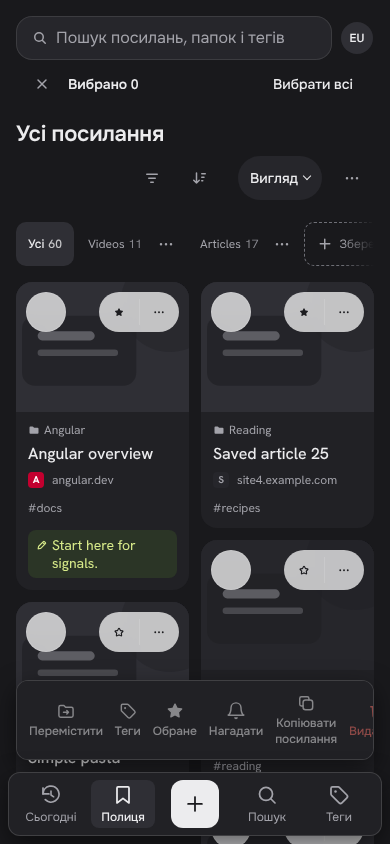 Пошук посилань, папок і тегів
EU
Вибрано 0
Вибрати всі
Усі посилання
Вигляд
Усі 60
Videos 11
Articles 17
Angular
Angular overview
A angular.dev
#docs
Start here for
signals.
Reading
Saved article 25
S site4.example.com
#recipes
Перемістити
Теги
Обране
Нагадати
Копіювати
посилання
#reading
Сьогодні
Полиця
Пошук
Теги